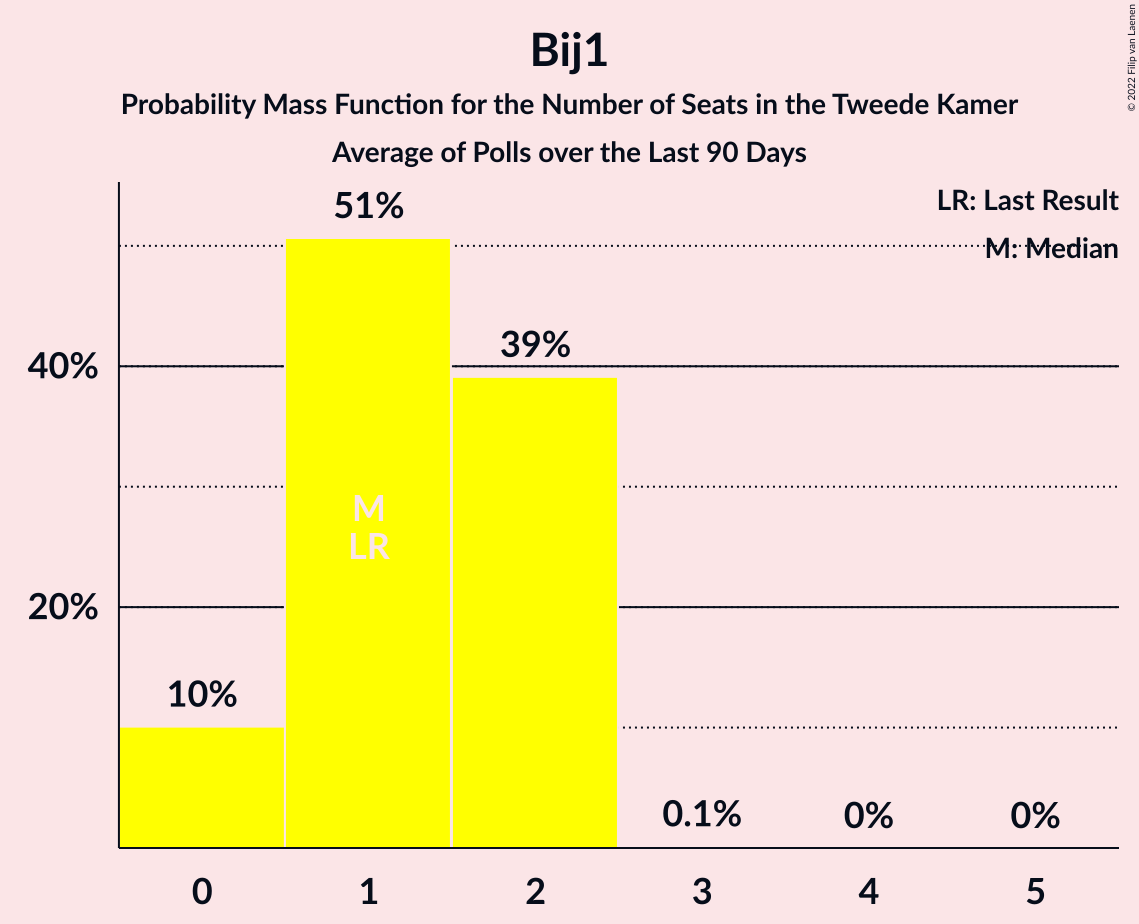 Bij1
Probability Mass Function for the Number of Seats in the Tweede Kamer
Average of Polls over the Last 90 Days
© 2022 Filip van Laenen
LR: Last Result
M: Median
51%
39%
10%
0.1%
0%
0%
M
LR
40%
20%
0
1
2
3
4
5